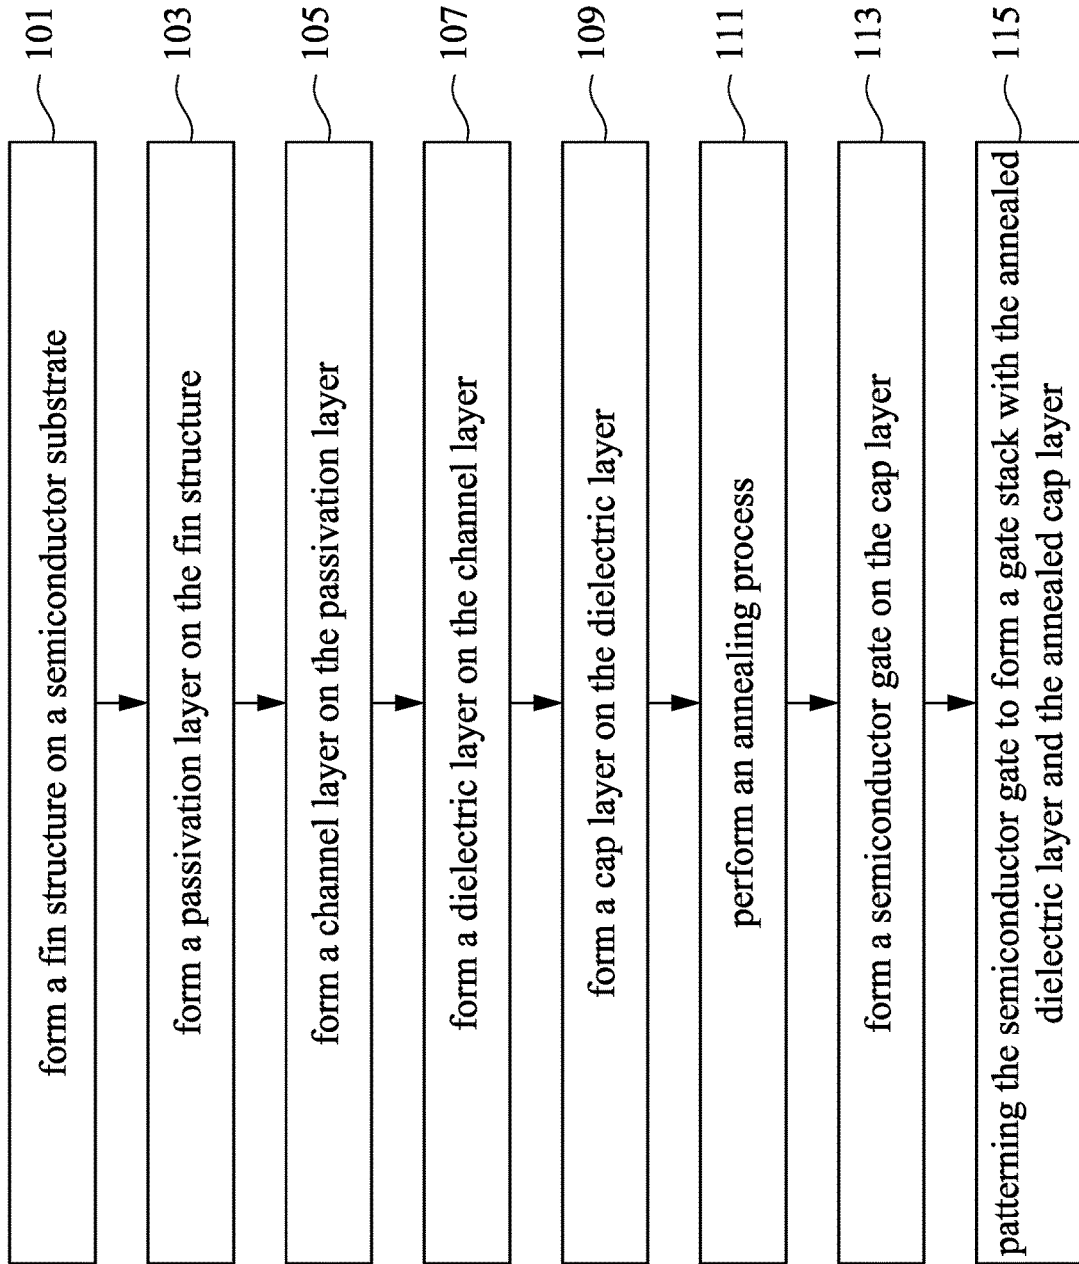 form a fin structure on a semiconductor substrate
101
form a passivation layer on the fin structure
103
form a channel layer on the passivation layer
105
form a dielectric layer on the channel layer
107
form a cap layer on the dielectric layer
109
perform an annealing process
111
form a semiconductor gate on the cap layer
113
patterning the semiconductor gate to form a gate stack with the annealed
dielectric layer and the annealed cap layer
115